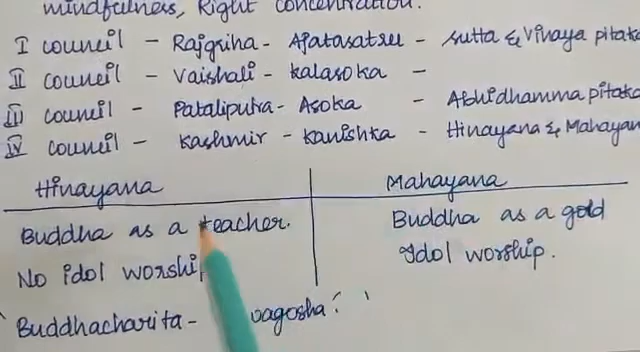 mindfulness, Right concentration.
I council - Rajgriha - Ajatasatru - Sutta & Vinaya pitaka
II council - Vaishali - Kalasoka -
III council - Pataliputra - Asoka - Abhidhamma pitaka
IV council - Kashmir - Kanishka - Hinayana & Mahayan
Hinayana Mahayana
Buddha as a teacher. Buddha as a god
No idol worship Idol worship.
Buddhacharita - vagosha